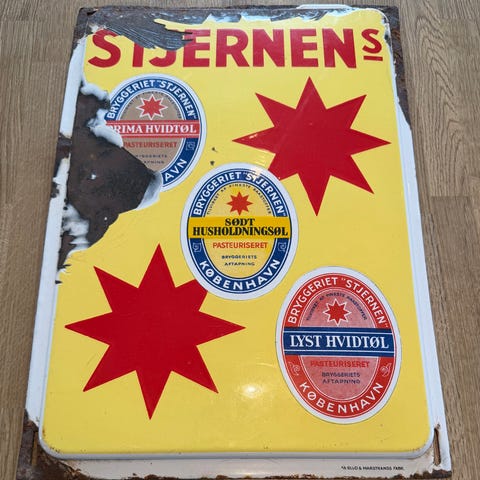 STJERNENS
BRYGGERIET "STJERNEN"
PRIMA HVIDTØL
PASTEURISERET
BRYGGERIETS
AFTAPNING
KØBENHAVN
BRYGGERIET "STJERNEN"
SØDT
HUSHOLDNINGSØL
PASTEURISERET
BRYGGERIETS
AFTAPNING
KØBENHAVN
BRYGGERIET "STJERNEN"
LYST HVIDTØL
PASTEURISERET
BRYGGERIETS
AFTAPNING
KØBENHAVN